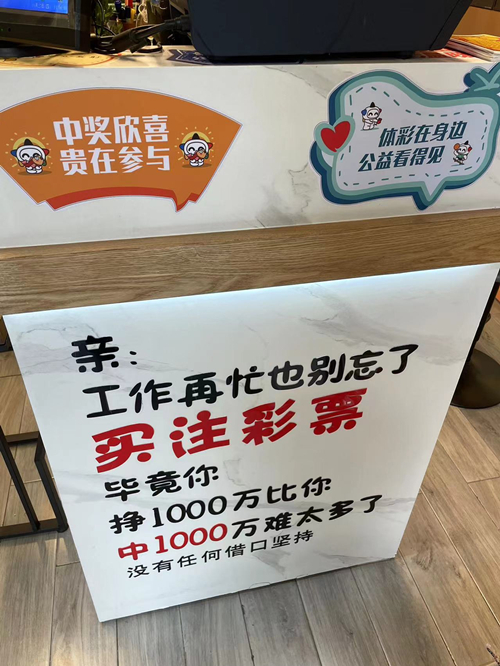 中奖欣喜
贵在参与
体彩在身边
公益看得见
亲:
工作再忙也别忘了
买注彩票
毕竟你
挣1000万比你
中1000万难太多了
没有任何借口坚持